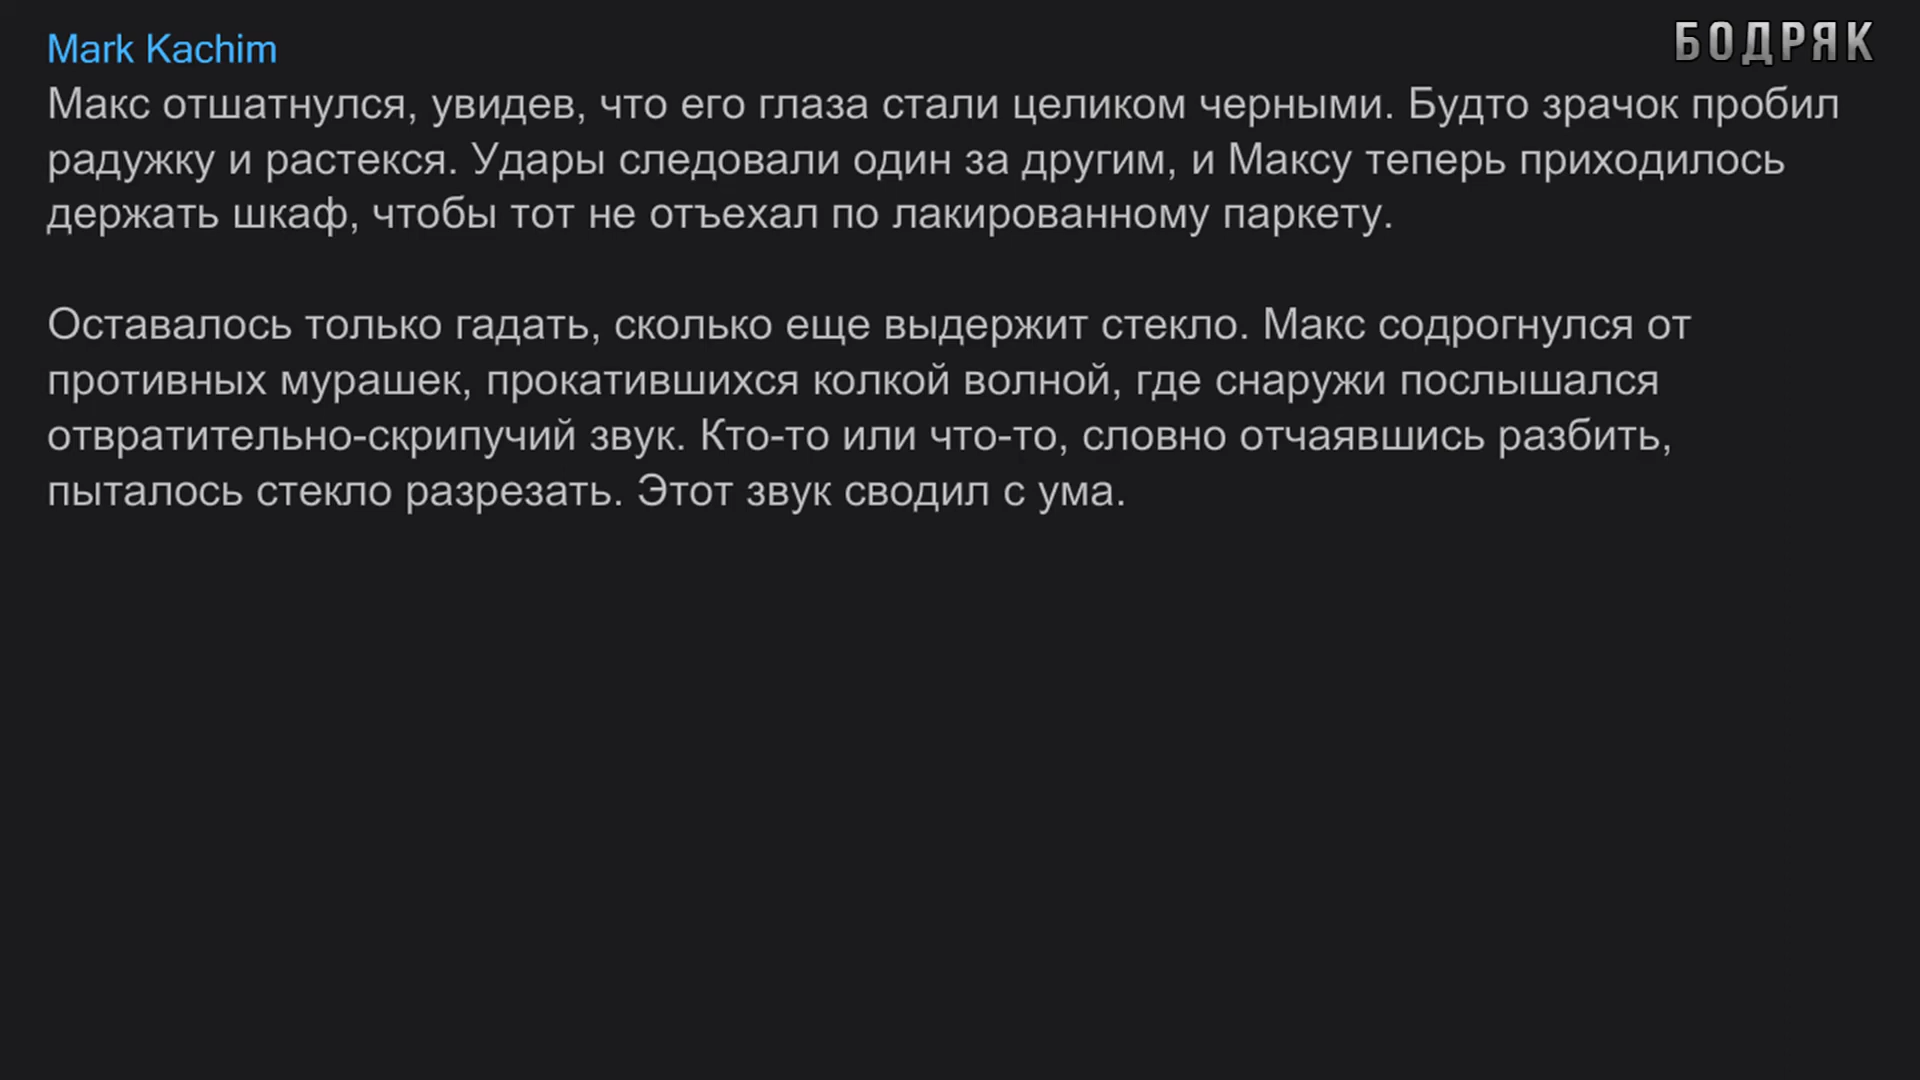 Mark Kachim
БОДРЯК
Макс отшатнулся, увидев, что его глаза стали целиком черными. Будто зрачок пробил
радужку и растекся. Удары следовали один за другим, и Максу теперь приходилось
держать шкаф, чтобы тот не отъехал по лакированному паркету.
Оставалось только гадать, сколько еще выдержит стекло. Макс содрогнулся от
противных мурашек, прокатившихся колкой волной, где снаружи послышался
отвратительно-скрипучий звук. Кто-то или что-то, словно отчаявшись разбить,
пыталось стекло разрезать. Этот звук сводил с ума.